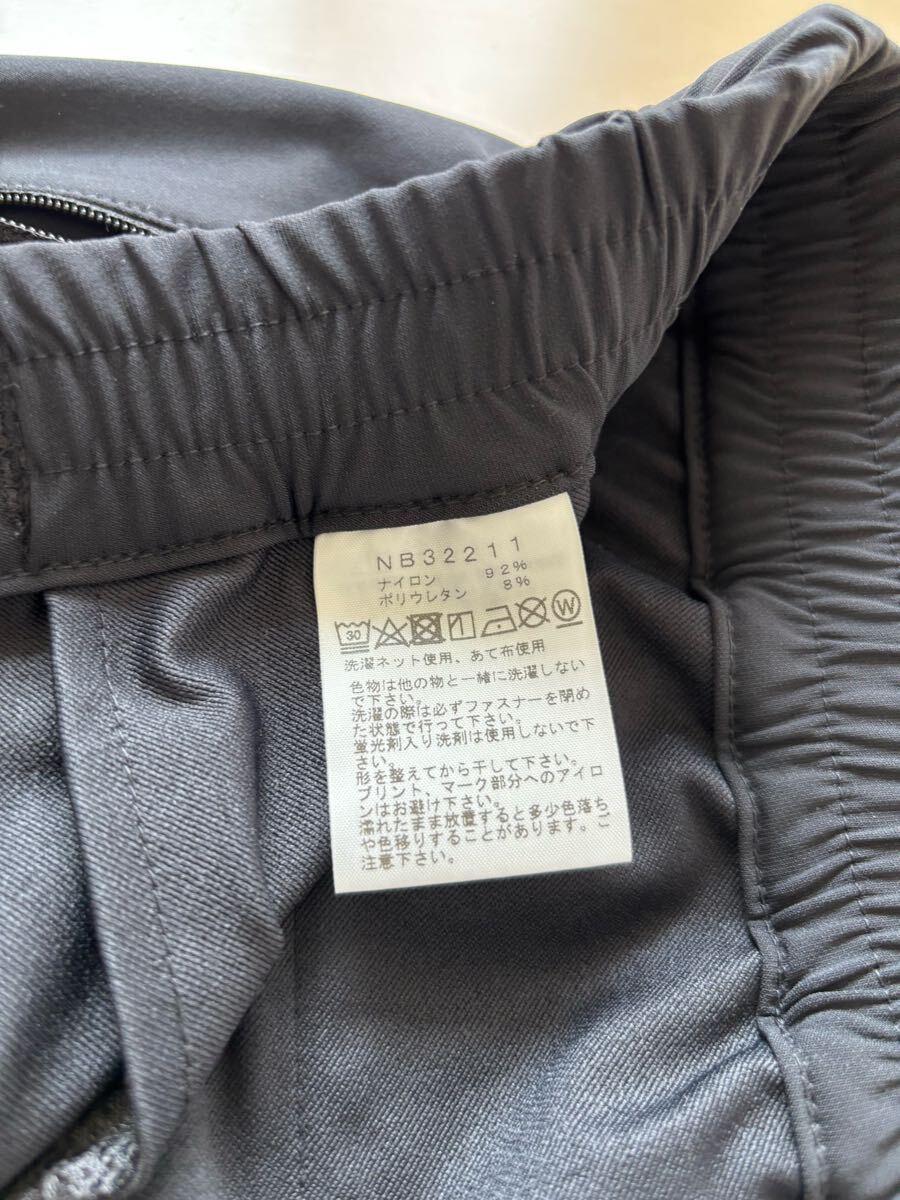 NB32211
ナイロン 92%
ポリウレタン 8%
30 W
洗濯ネット使用、あて布使用
色物は他の物と一緒に洗濯しない
で下さい。
洗濯の際は必ずファスナーを閉め
た状態で行って下さい。
蛍光剤入り洗剤は使用しないで下
さい。
形を整えてから干して下さい。
プリント、マーク部分へのアイロ
ンはお避け下さい。
濡れたまま放置すると多少色落ち
や色移りすることがあります。ご
注意下さい。